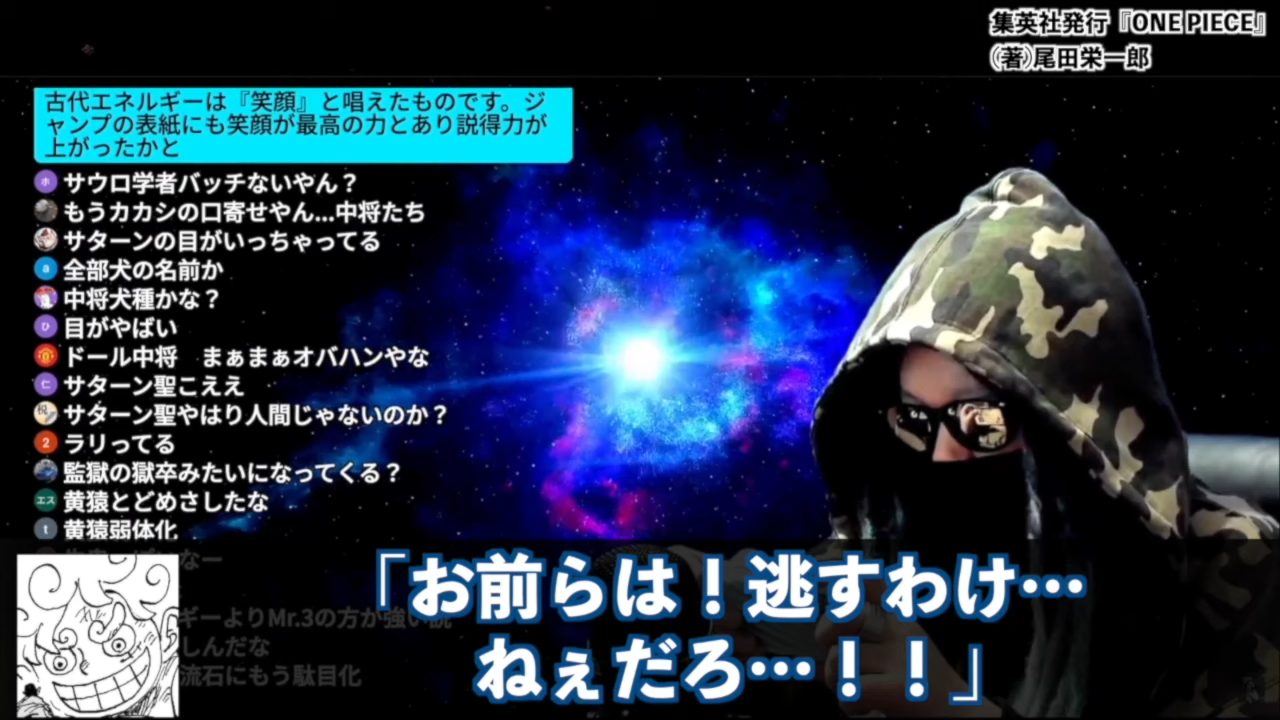 集英社発行『ONE PIECE』
(著)尾田栄一郎
古代エネルギーは『笑顔』と唱えたものです。ジ
ャンプの表紙にも笑顔が最高の力とあり説得力が
上がったかと
ホ サウロ学者バッチないやん？
もうカカシの口寄せやん...中将たち
サターンの目がいっちゃってる
a 全部犬の名前か
中将犬種かな？
ひ 目がやばい
ドール中将　まぁまぁオバハンやな
仁 サターン聖こええ
祝 サターン聖やはり人間じゃないのか？
2 ラリってる
監獄の獄卒みたいになってくる？
エス 黄猿とどめさしたな
t 黄猿弱体化
なー
ギーよりMr.3の方が強い説
しんだな
流石にもう駄目化
「お前らは！逃すわけ…
ねぇだろ…！！」